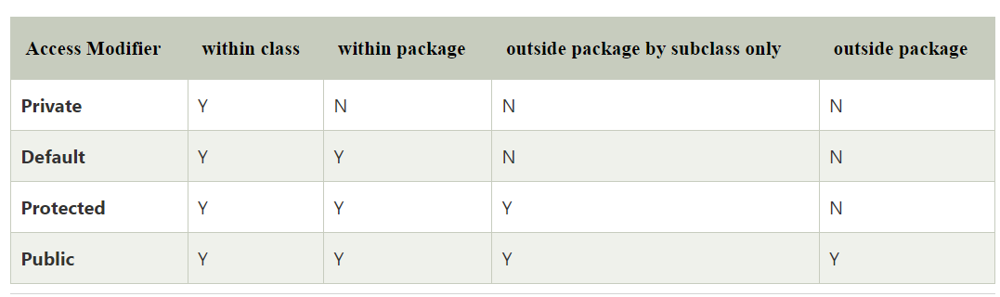 Access Modifier within class within package outside package by subclass only outside package
Private Y N N N
Default Y Y N N
Protected Y Y Y N
Public Y Y Y Y